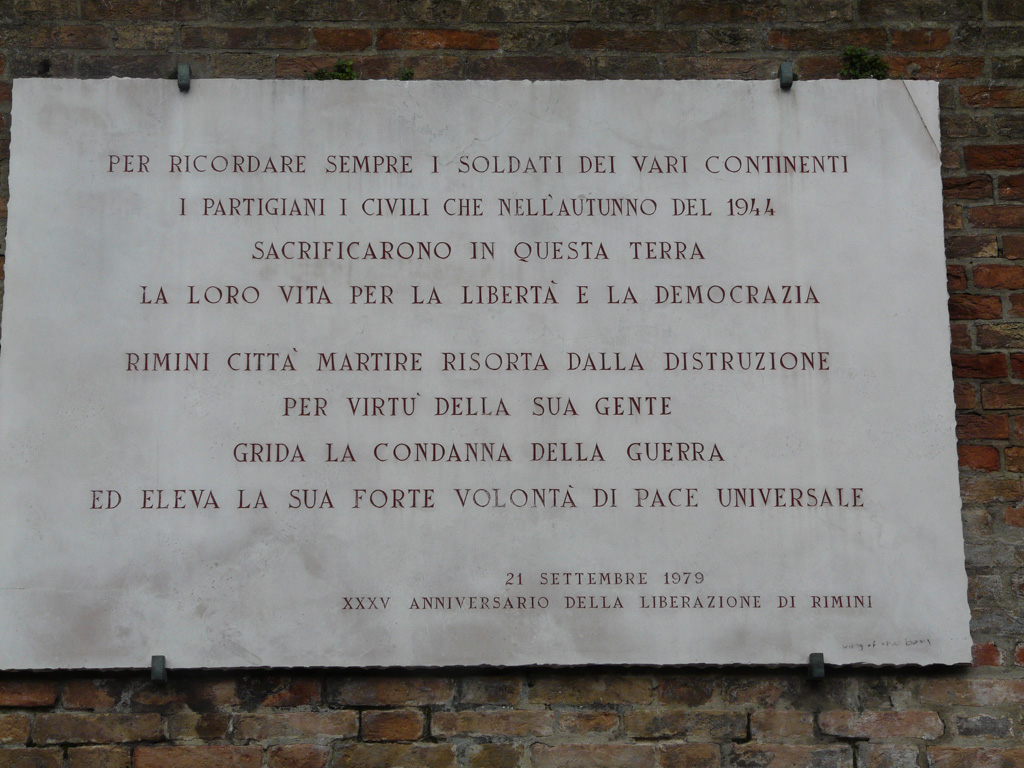 PER RICORDARE SEMPRE I SOLDATI DEI VARI CONTINENTI
I PARTIGIANI I CIVILI CHE NELL'AUTUNNO DEL 1944
SACRIFICARONO IN QUESTA TERRA
LA LORO VITA PER LA LIBERTÀ E LA DEMOCRAZIA
RIMINI CITTÀ MARTIRE RISORTA DALLA DISTRUZIONE
PER VIRTÙ DELLA SUA GENTE
GRIDA LA CONDANNA DELLA GUERRA
ED ELEVA LA SUA FORTE VOLONTÀ DI PACE UNIVERSALE
21 SETTEMBRE 1979
XXXV ANNIVERSARIO DELLA LIBERAZIONE DI RIMINI